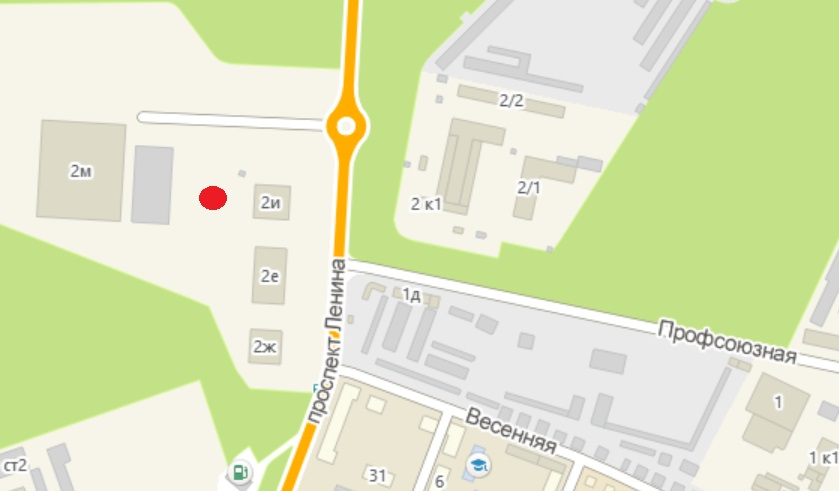 2/2
2м
2/1
2и
2 к1
2е
1д
проспект Ленина
2ж
Профсоюзная
1
Весенняя
1 к1
ст2
31
6